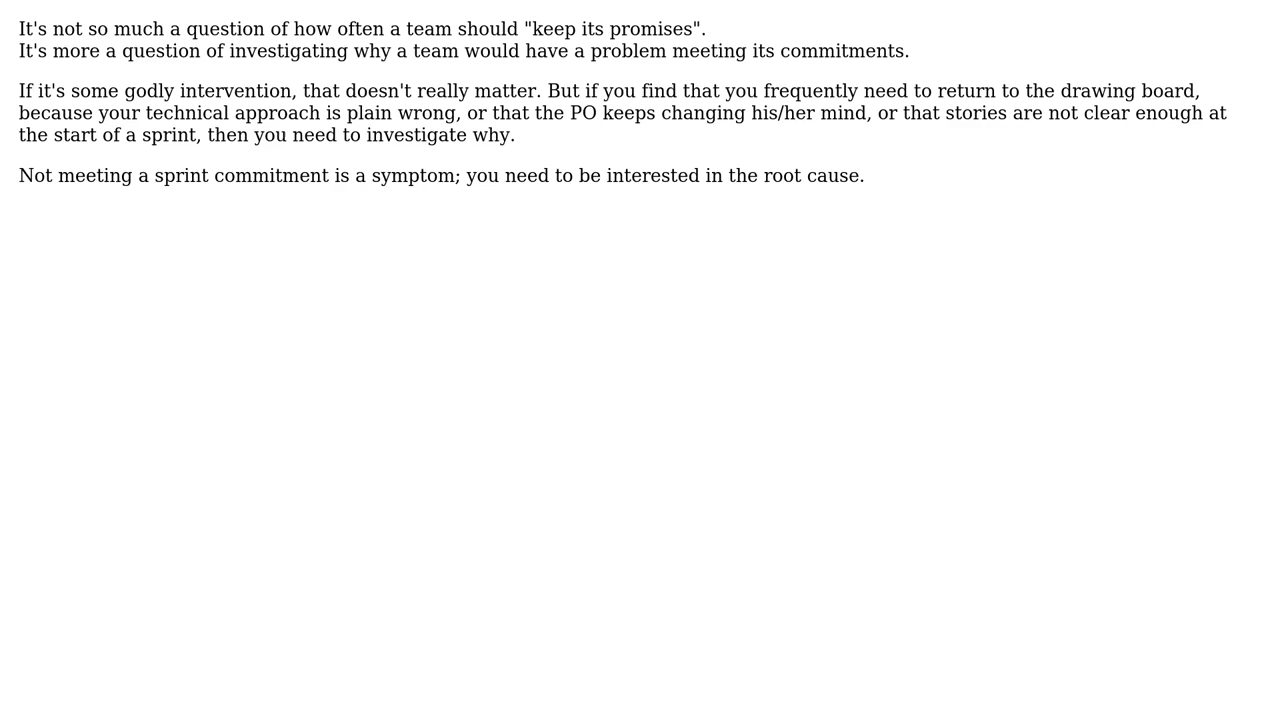 It's not so much a question of how often a team should "keep its promises".
It's more a question of investigating why a team would have a problem meeting its commitments.
If it's some godly intervention, that doesn't really matter. But if you find that you frequently need to return to the drawing board,
because your technical approach is plain wrong, or that the PO keeps changing his/her mind, or that stories are not clear enough at
the start of a sprint, then you need to investigate why.
Not meeting a sprint commitment is a symptom; you need to be interested in the root cause.